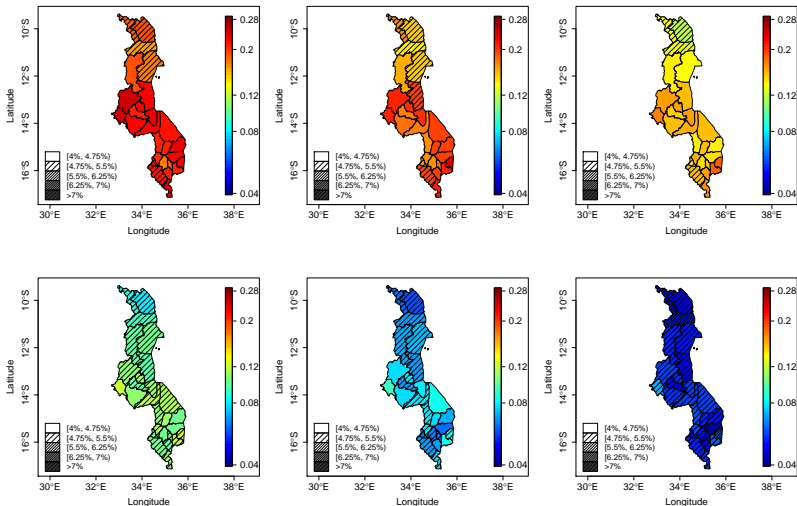 10°S
12°S
14°S
16°S
Latitude
[4%, 4.75%)
[4.75%, 5.5%)
[5.5%, 6.25%)
[6.25%, 7%)
>7%
0.28
0.2
0.12
0.08
0.04
30°E 32°E 34°E 36°E 38°E
Longitude
10°S
12°S
14°S
16°S
Latitude
[4%, 4.75%)
[4.75%, 5.5%)
[5.5%, 6.25%)
[6.25%, 7%)
>7%
0.28
0.2
0.12
0.08
0.04
30°E 32°E 34°E 36°E 38°E
Longitude
10°S
12°S
14°S
16°S
Latitude
[4%, 4.75%)
[4.75%, 5.5%)
[5.5%, 6.25%)
[6.25%, 7%)
>7%
0.28
0.2
0.12
0.08
0.04
30°E 32°E 34°E 36°E 38°E
Longitude
10°S
12°S
14°S
16°S
Latitude
[4%, 4.75%)
[4.75%, 5.5%)
[5.5%, 6.25%)
[6.25%, 7%)
>7%
0.28
0.2
0.12
0.08
0.04
30°E 32°E 34°E 36°E 38°E
Longitude
10°S
12°S
14°S
16°S
Latitude
[4%, 4.75%)
[4.75%, 5.5%)
[5.5%, 6.25%)
[6.25%, 7%)
>7%
0.28
0.2
0.12
0.08
0.04
30°E 32°E 34°E 36°E 38°E
Longitude
10°S
12°S
14°S
16°S
Latitude
[4%, 4.75%)
[4.75%, 5.5%)
[5.5%, 6.25%)
[6.25%, 7%)
>7%
0.28
0.2
0.12
0.08
0.04
30°E 32°E 34°E 36°E 38°E
Longitude